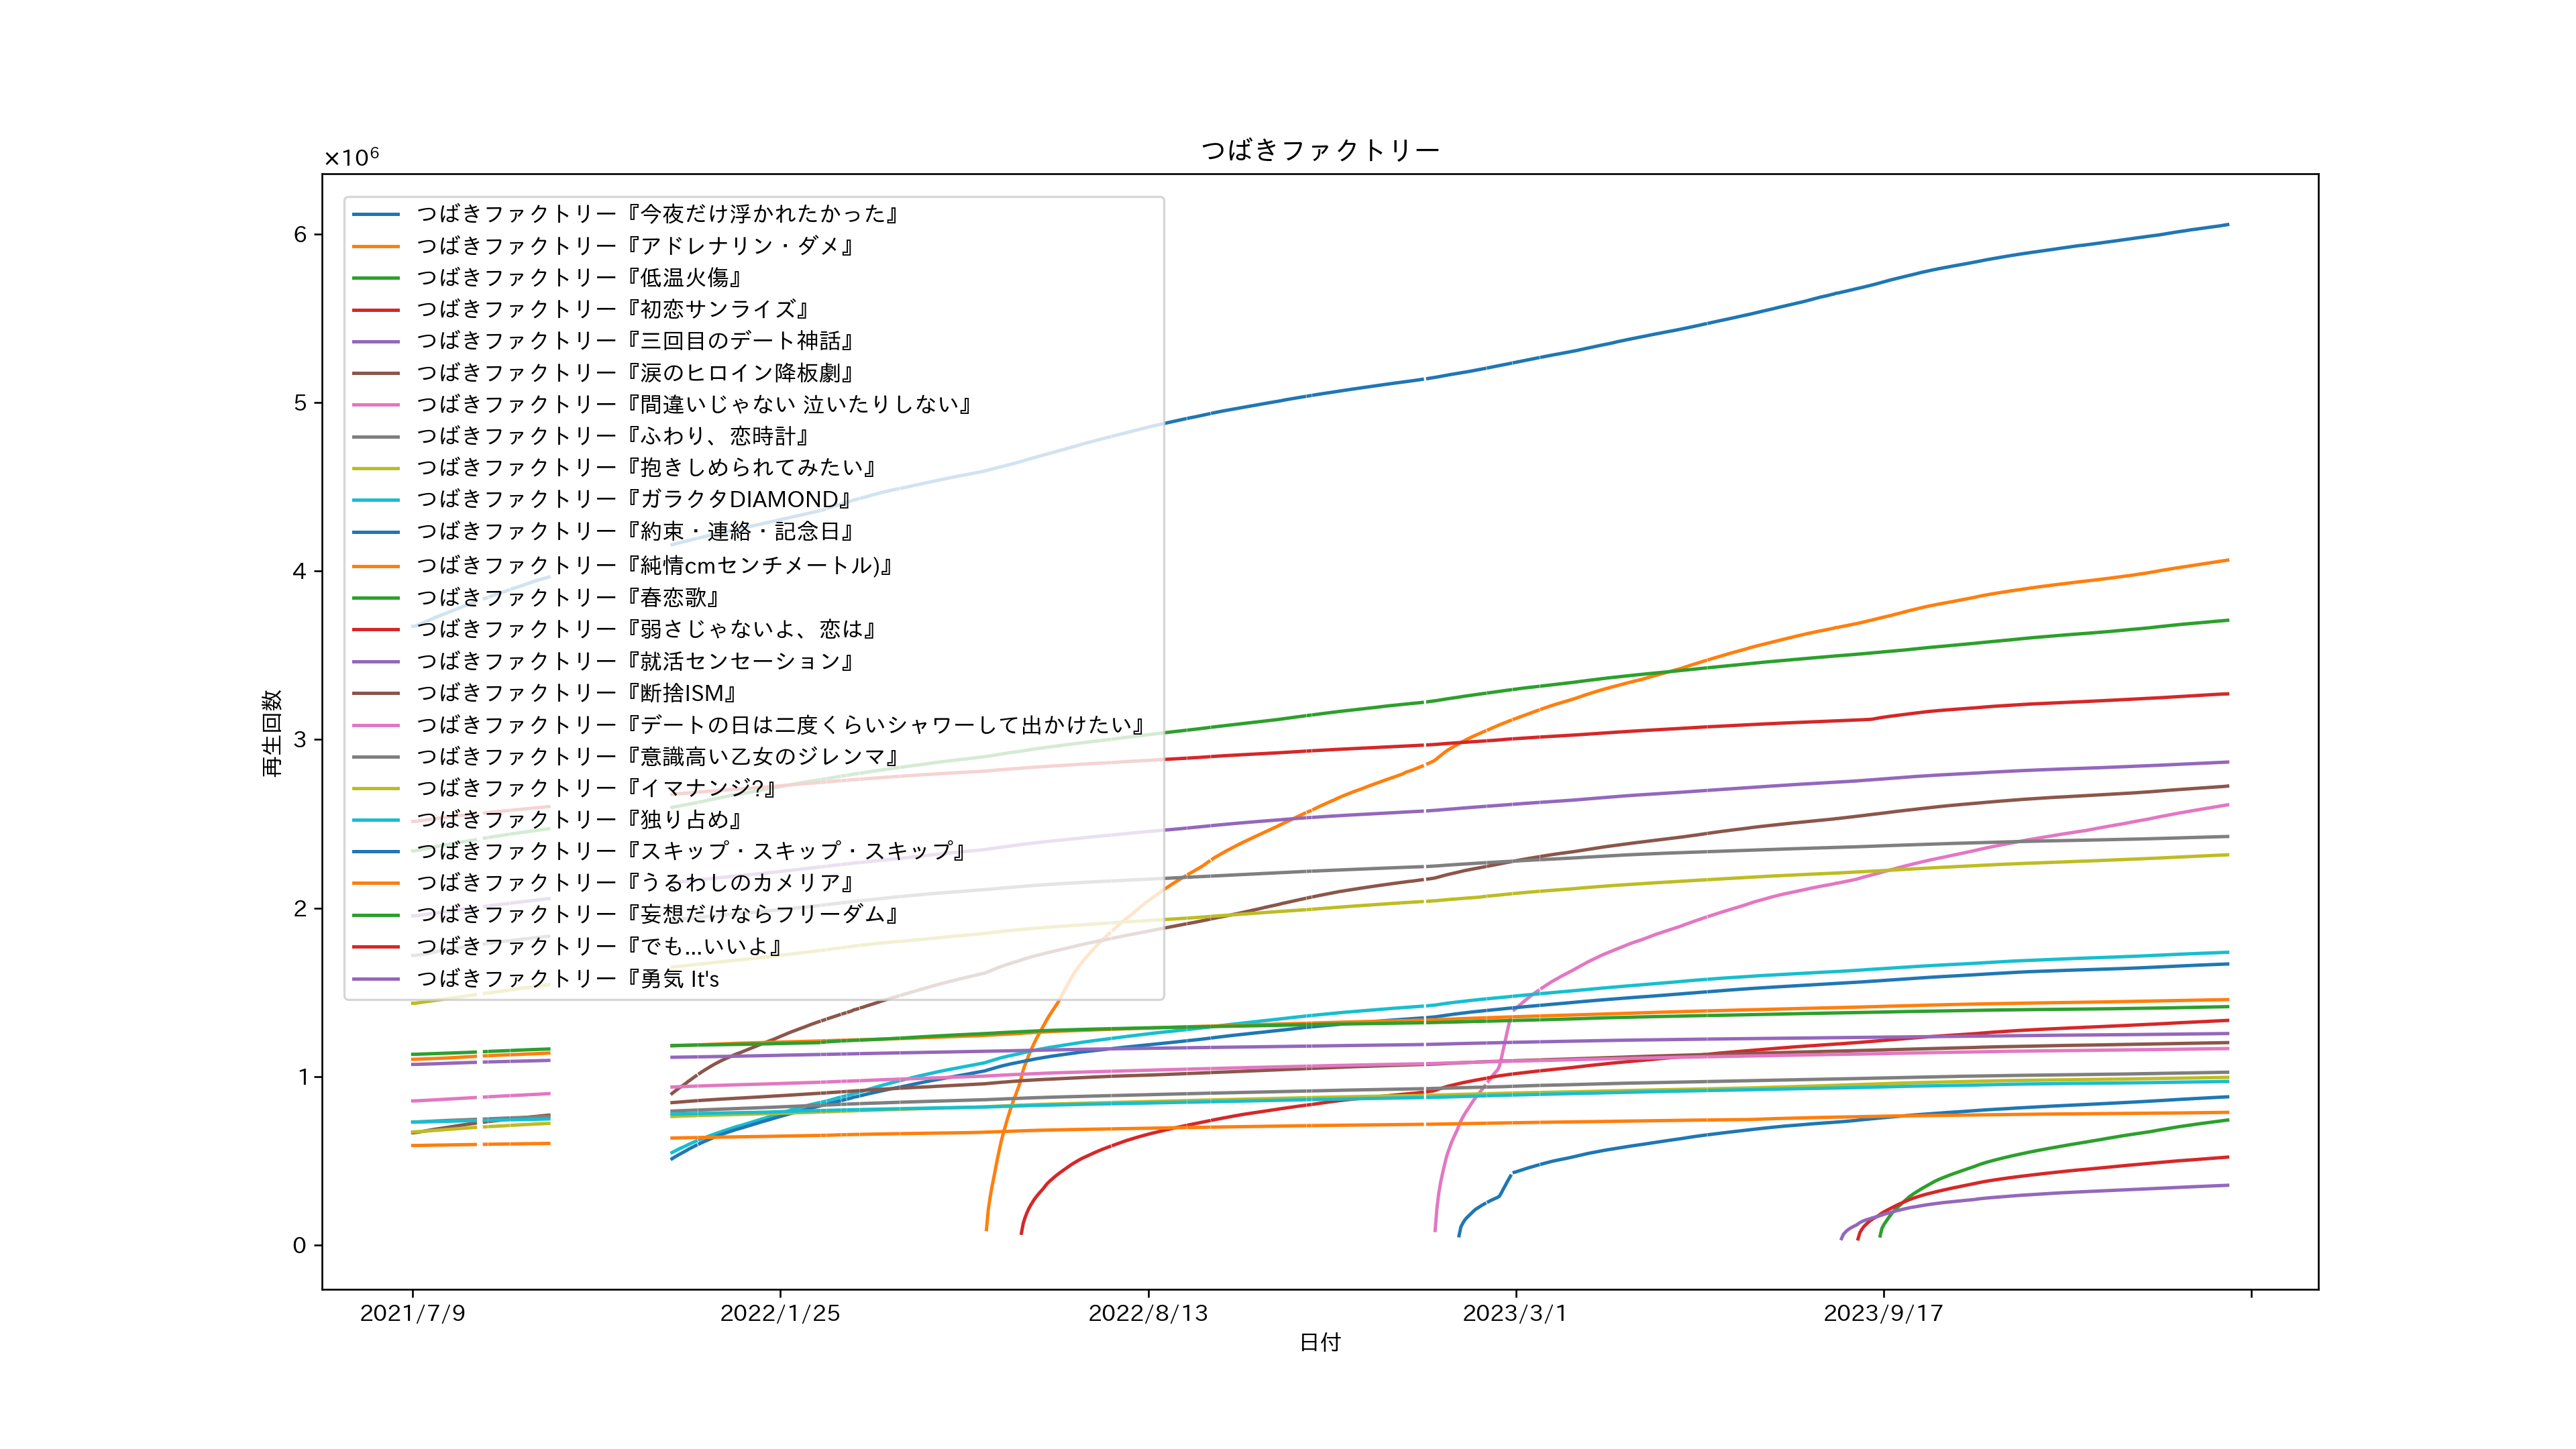 つばきファクトリー
×10⁶
つばきファクトリー『今夜だけ浮かれたかった』
つばきファクトリー『アドレナリン・ダメ』
つばきファクトリー『低温火傷』
つばきファクトリー『初恋サンライズ』
つばきファクトリー『三回目のデート神話』
つばきファクトリー『涙のヒロイン降板劇』
つばきファクトリー『間違いじゃない 泣いたりしない』
つばきファクトリー『ふわり、恋時計』
つばきファクトリー『抱きしめられてみたい』
つばきファクトリー『ガラクタDIAMOND』
つばきファクトリー『約束・連絡・記念日』
つばきファクトリー『純情cmセンチメートル)』
つばきファクトリー『春恋歌』
つばきファクトリー『弱さじゃないよ、恋は』
つばきファクトリー『就活センセーション』
つばきファクトリー『断捨ISM』
つばきファクトリー『デートの日は二度くらいシャワーして出かけたい』
つばきファクトリー『意識高い乙女のジレンマ』
つばきファクトリー『イマナンジ?』
つばきファクトリー『独り占め』
つばきファクトリー『スキップ・スキップ・スキップ』
つばきファクトリー『うるわしのカメリア』
つばきファクトリー『妄想だけならフリーダム』
つばきファクトリー『でも...いいよ』
つばきファクトリー『勇気 It's
6
5
4
3
2
1
0
再生回数
2021/7/9
2022/1/25
2022/8/13
2023/3/1
2023/9/17
日付